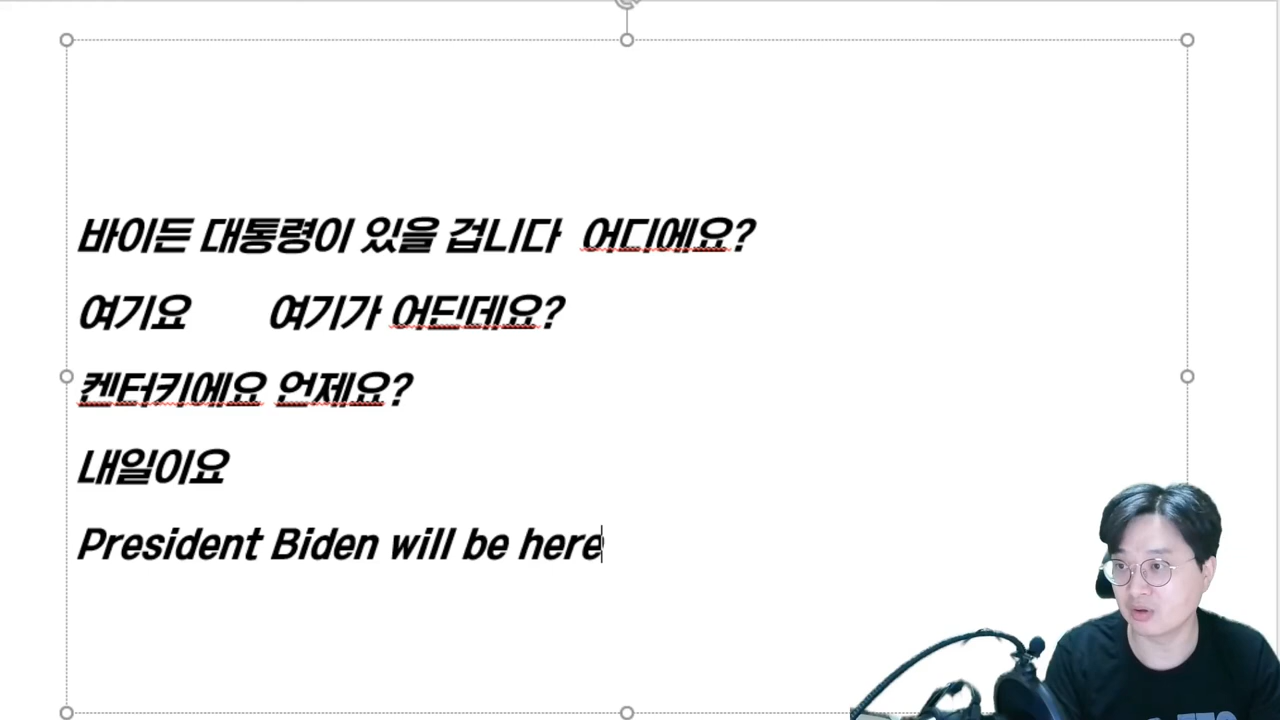 바이든 대통령이 있을 겁니다 어디에요?
여기요 여기가 어딘데요?
켄터키에요 언제요?
내일이요
President Biden will be here